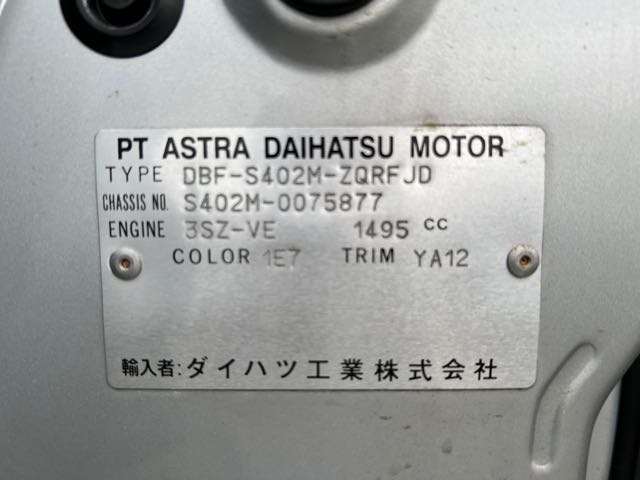 PT ASTRA DAIHATSU MOTOR
TYPE DBF-S402M-ZQRFJD
CHASSIS NO. S402M-0075877
ENGINE 3SZ-VE 1495 cc
COLOR 1E7 TRIM YA12
輸入者:ダイハツ工業株式会社